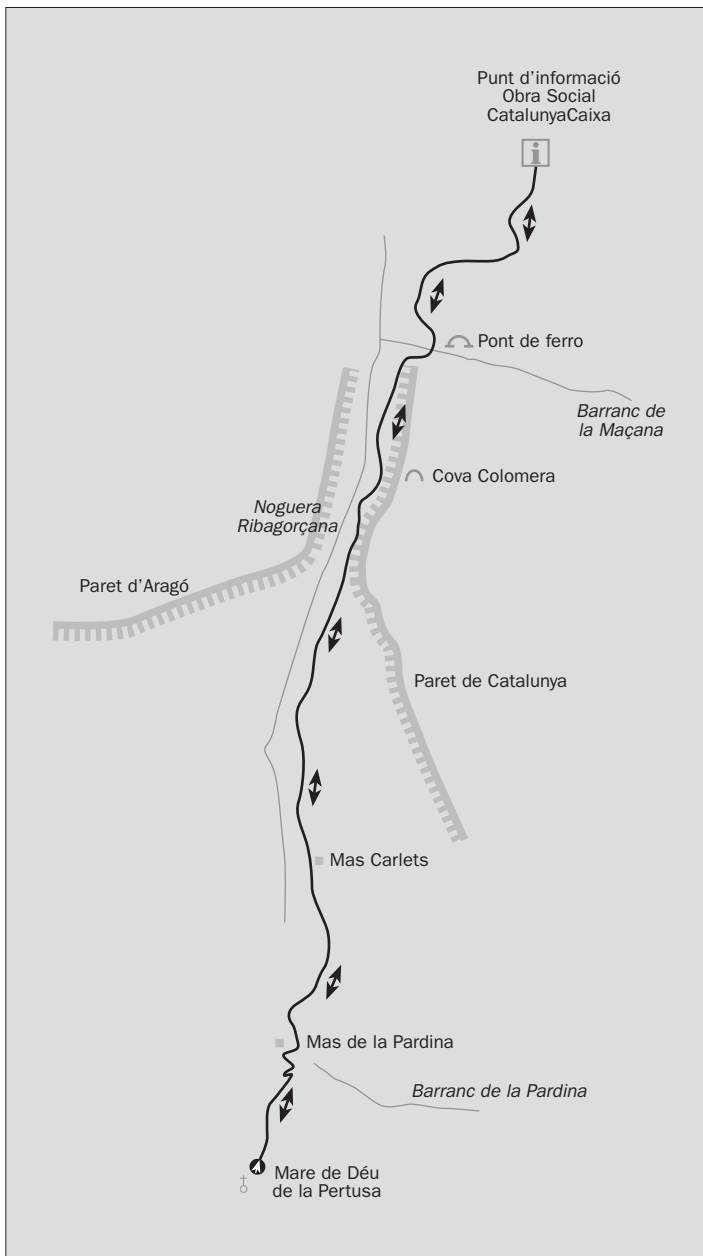 Punt d’informació
Obra Social
CatalunyaCaixa
i
Pont de ferro
Barranc de
la Maçana
Cova Colomera
Noguera
Ribagorçana
Paret d’Aragó
Paret de Catalunya
Mas Carlets
Mas de la Pardina
Barranc de la Pardina
Mare de Déu
de la Pertusa